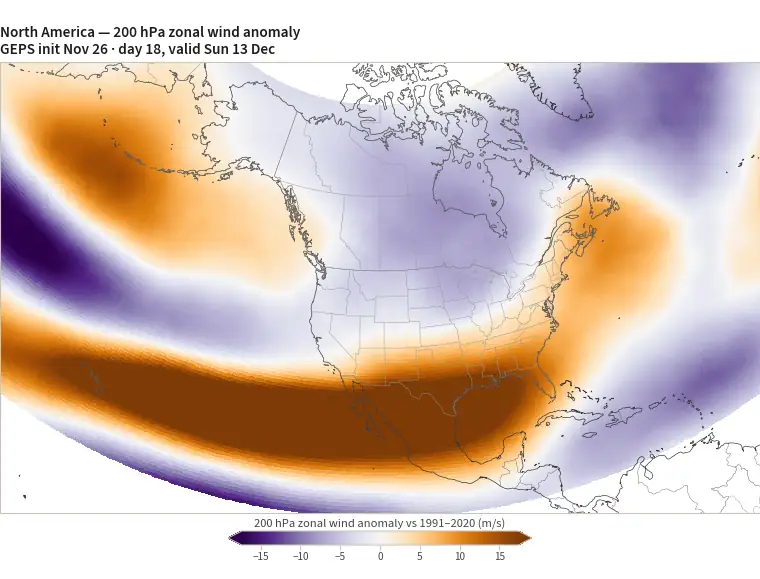 North America — 200 hPa zonal wind anomaly
GEPS init Nov 26 · day 18, valid Sun 13 Dec
200 hPa zonal wind anomaly vs 1991–2020 (m/s)
−15 −10 −5 0 5 10 15